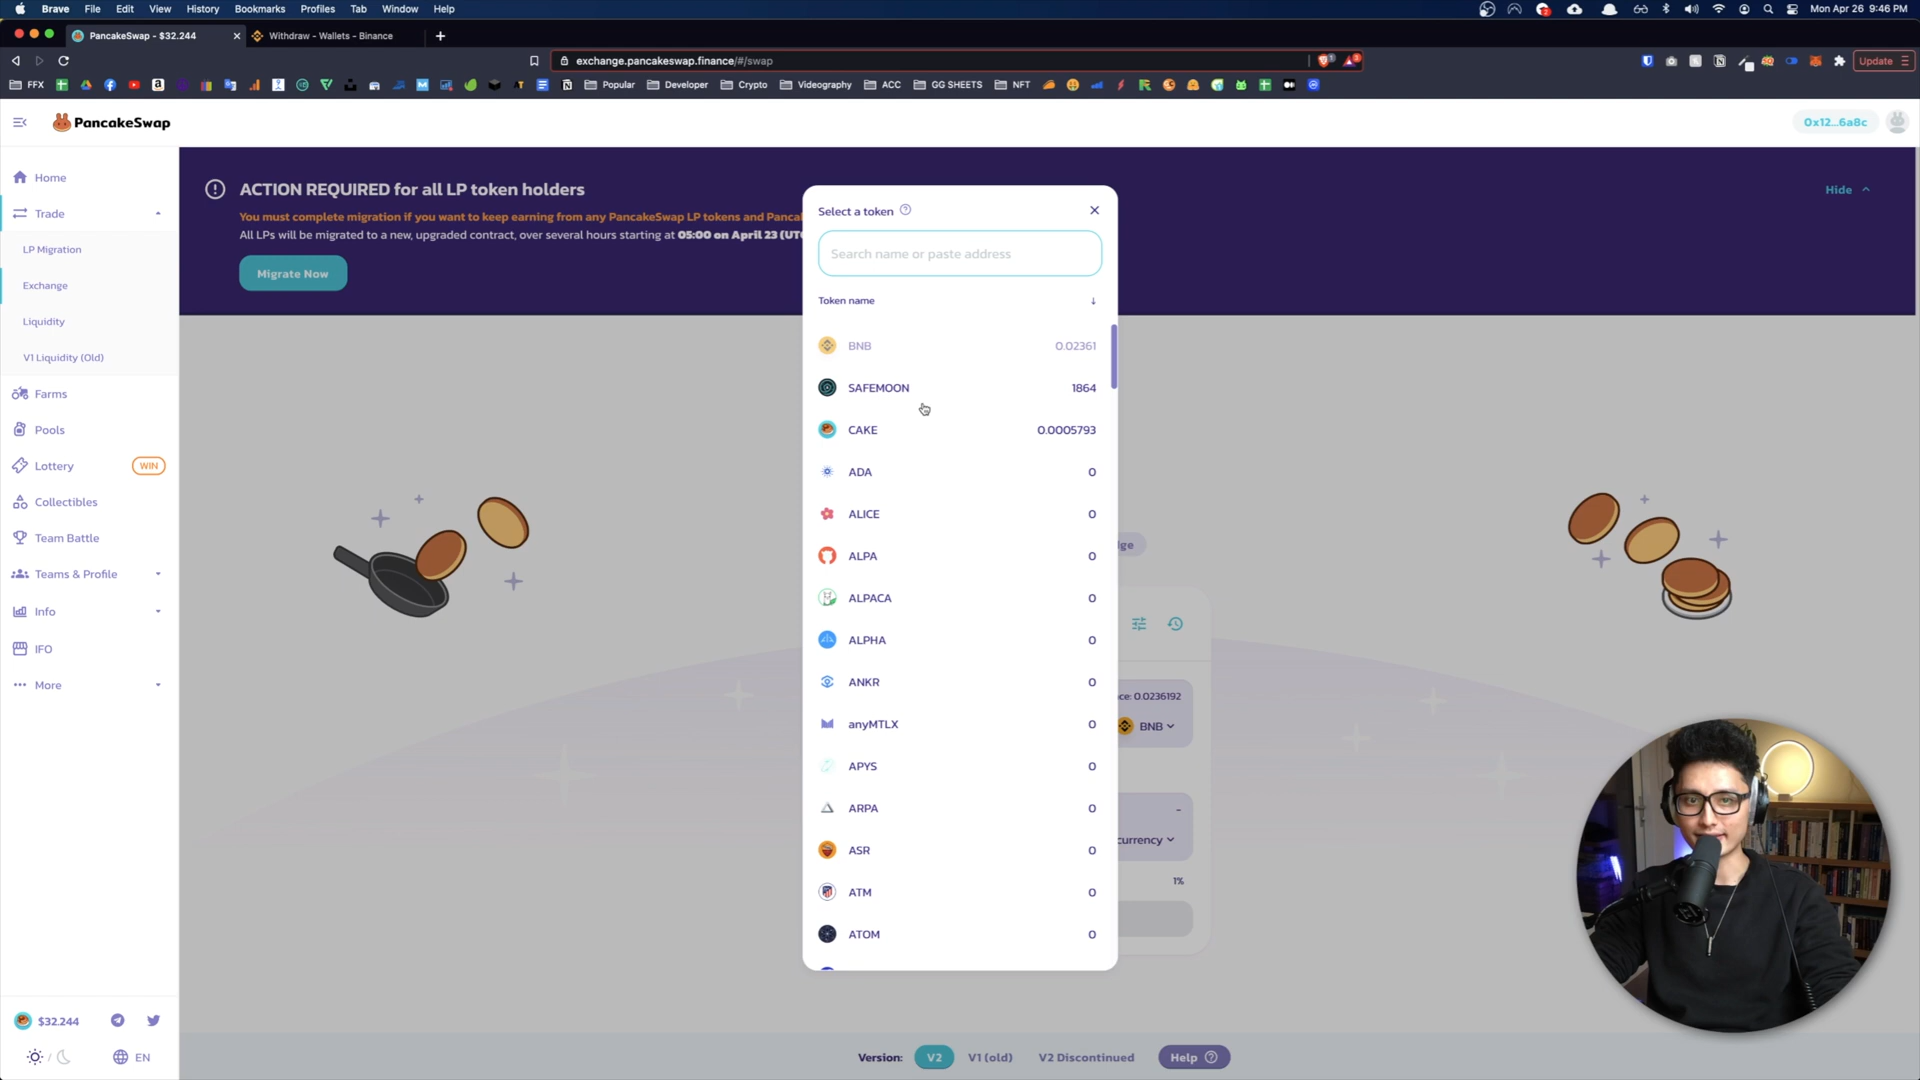 Brave File Edit View History Bookmarks Profiles Tab Window Help
Mon Apr 26 9:46 PM
PancakeSwap - $32.244
Withdraw - Wallets - Binance
exchange.pancakeswap.finance/#/swap
Update
FFX
Popular
Developer
Crypto
Videography
ACC
GG SHEETS
NFT
PancakeSwap
0x12...6a8c
Home
Trade
LP Migration
Exchange
Liquidity
V1 Liquidity (Old)
Farms
Pools
Lottery
WIN
Collectibles
Team Battle
Teams & Profile
Info
IFO
More
$32.244
EN
ACTION REQUIRED for all LP token holders
You must complete migration if you want to keep earning from any PancakeSwap LP tokens and Panca
All LPs will be migrated to a new, upgraded contract, over several hours starting at 05:00 on April 23 (UTC
Migrate Now
Hide
Select a token
Search name or paste address
Token name
BNB 0.02361
SAFEMOON 1864
CAKE 0.0005793
ADA 0
ALICE 0
ALPA 0
ALPACA 0
ALPHA 0
ANKR 0
anyMTLX 0
APYS 0
ARPA 0
ASR 0
ATM 0
ATOM 0
dge
ce: 0.0236192
BNB
-
currency
1%
Version: V2 V1 (old) V2 Discontinued Help